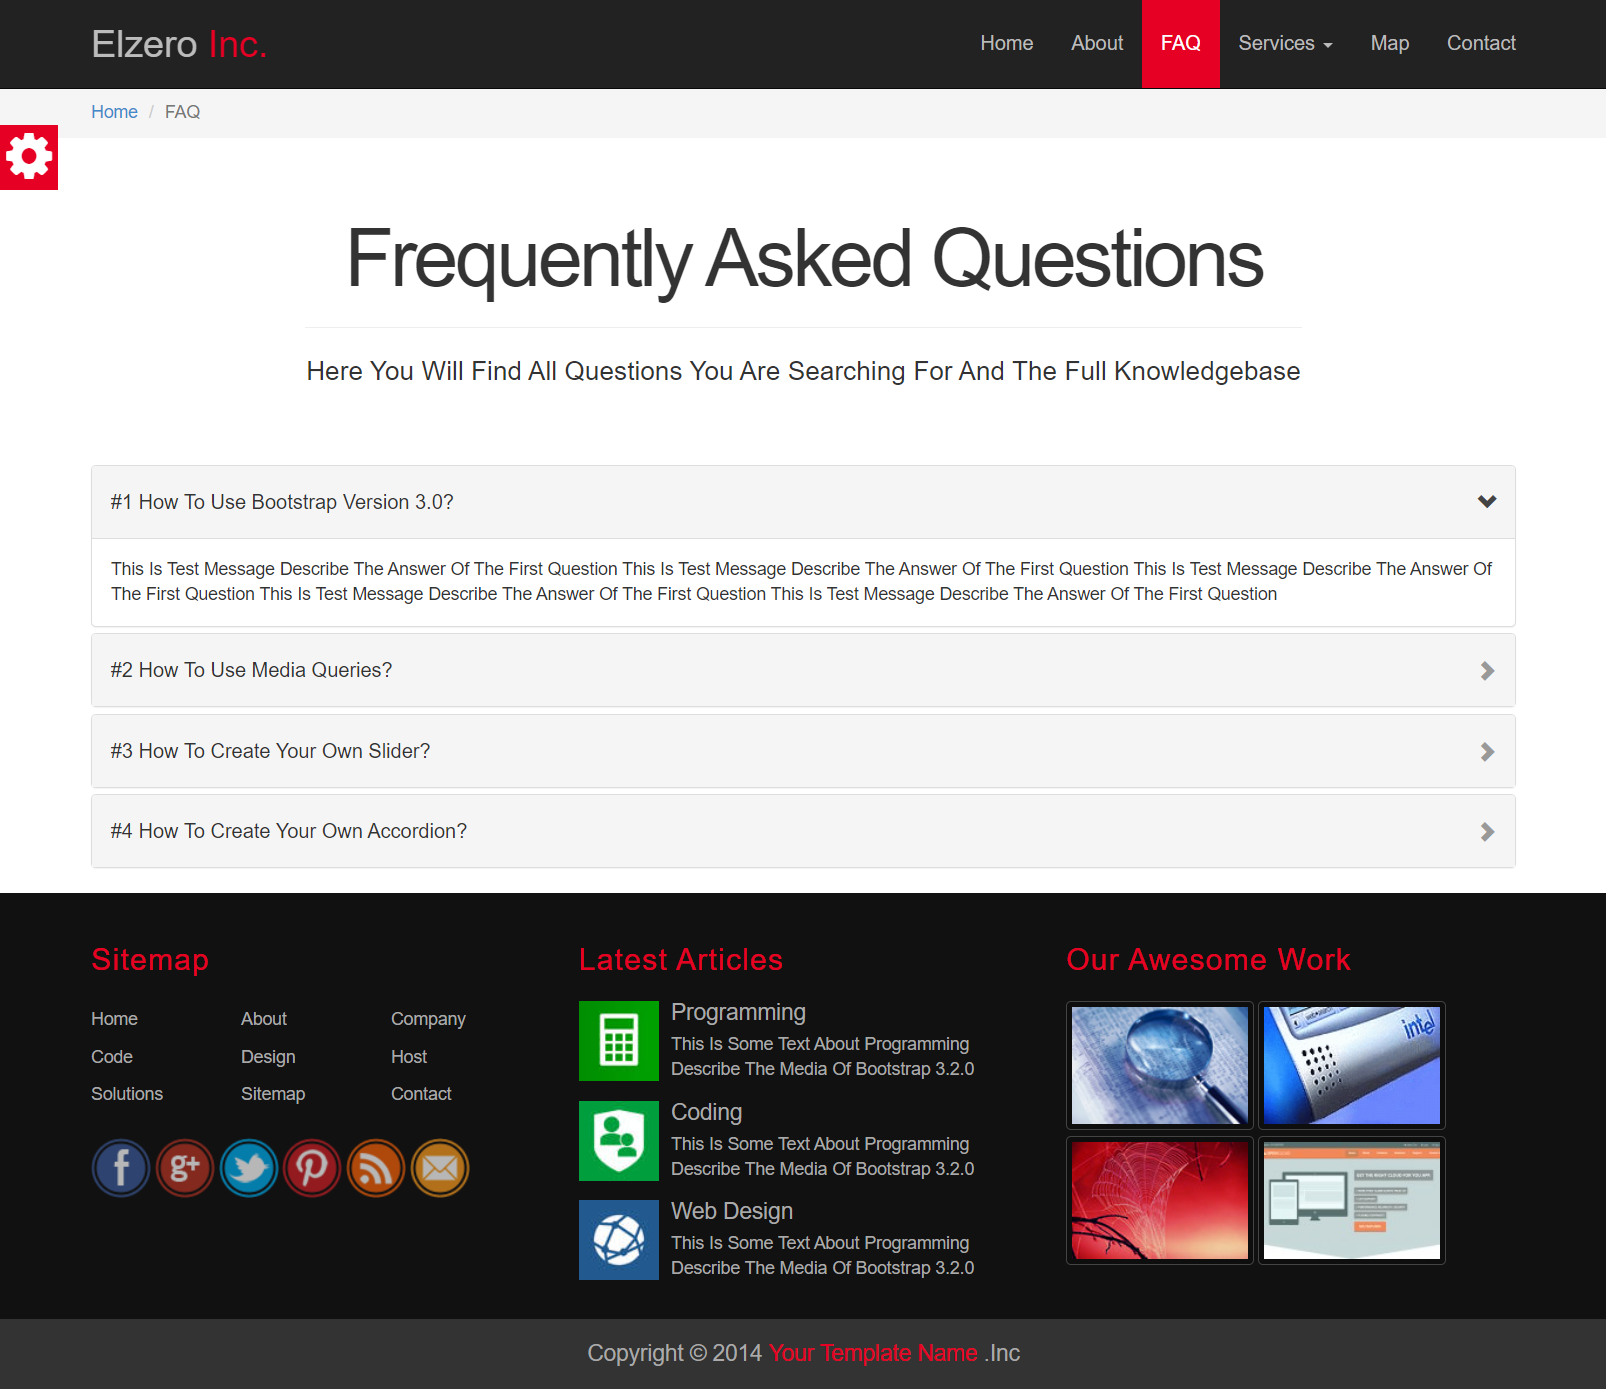 Elzero Inc.
Home About FAQ Services Map Contact
Home / FAQ
Frequently Asked Questions
Here You Will Find All Questions You Are Searching For And The Full Knowledgebase
#1 How To Use Bootstrap Version 3.0?
This Is Test Message Describe The Answer Of The First Question This Is Test Message Describe The Answer Of The First Question This Is Test Message Describe The Answer Of
The First Question This Is Test Message Describe The Answer Of The First Question This Is Test Message Describe The Answer Of The First Question
#2 How To Use Media Queries?
#3 How To Create Your Own Slider?
#4 How To Create Your Own Accordion?
Sitemap
Home About Company
Code Design Host
Solutions Sitemap Contact
f g+
Latest Articles
Programming
This Is Some Text About Programming
Describe The Media Of Bootstrap 3.2.0
Coding
This Is Some Text About Programming
Describe The Media Of Bootstrap 3.2.0
Web Design
This Is Some Text About Programming
Describe The Media Of Bootstrap 3.2.0
Our Awesome Work
intel
GET THE RIGHT CLOUD FOR YOU APP
Copyright © 2014 Your Template Name .Inc